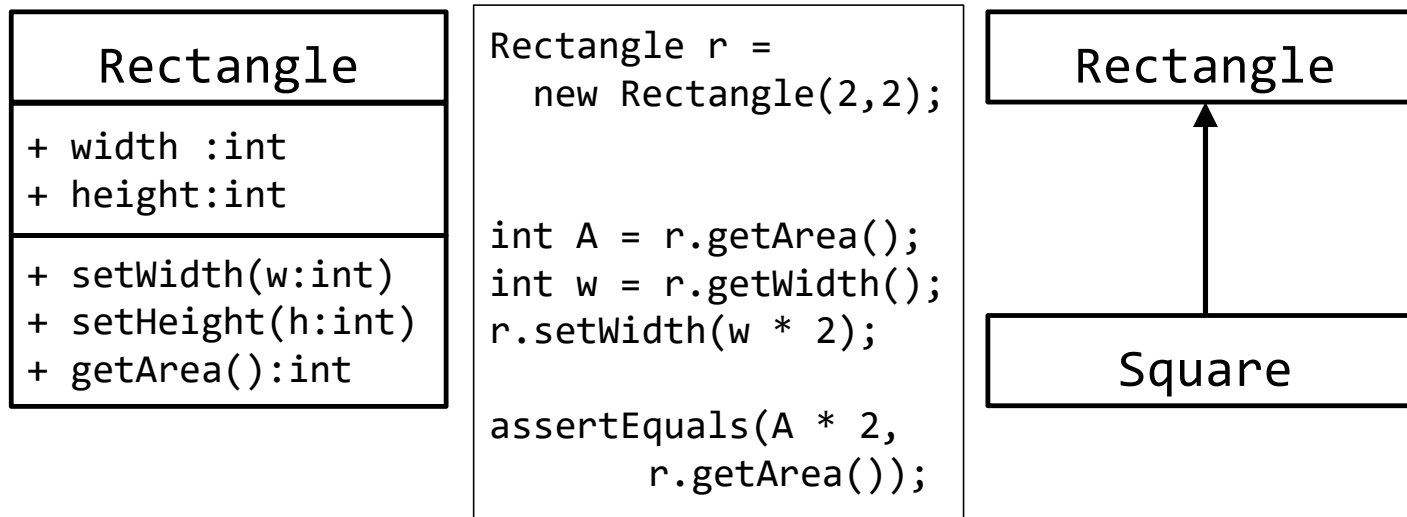 Rectangle
+ width :int
+ height:int
+ setWidth(w:int)
+ setHeight(h:int)
+ getArea():int
Rectangle r =
new Rectangle(2,2);
int A = r.getArea();
int w = r.getWidth();
r.setWidth(w * 2);
assertEquals(A * 2,
r.getArea());
Rectangle
Square